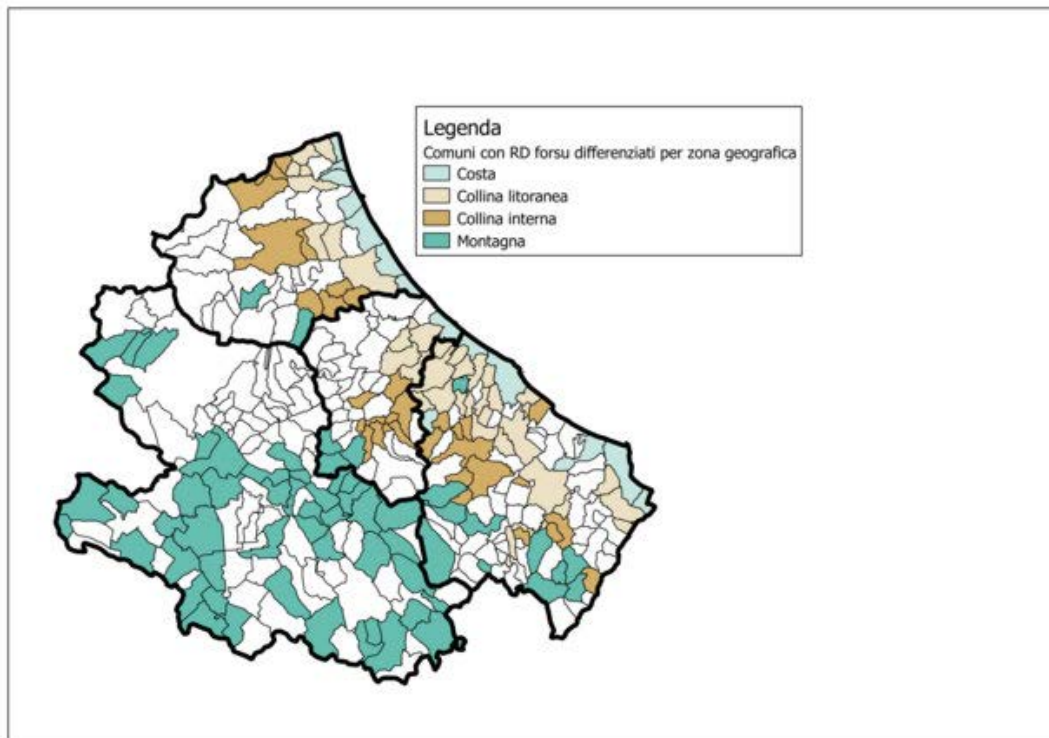 Legenda
Comuni con RD forsu differenziati per zona geografica
Costa
Collina litoranea
Collina interna
Montagna